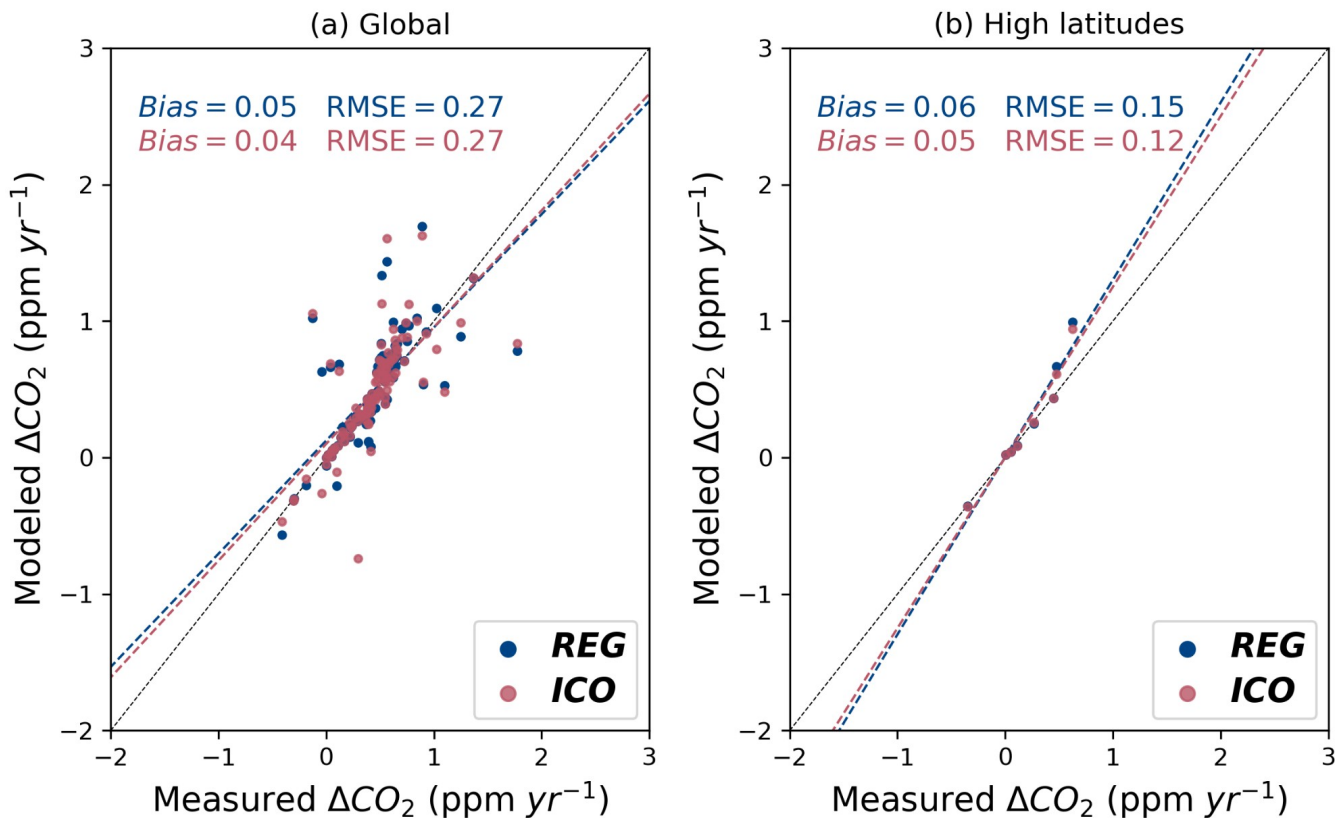 (a) Global
Bias = 0.05 RMSE = 0.27
Bias = 0.04 RMSE = 0.27
3
2
1
0
−1
−2
Modeled ΔCO₂ (ppm yr⁻¹)
REG
ICO
−2 −1 0 1 2 3
Measured ΔCO₂ (ppm yr⁻¹)
(b) High latitudes
Bias = 0.06 RMSE = 0.15
Bias = 0.05 RMSE = 0.12
3
2
1
0
−1
−2
Modeled ΔCO₂ (ppm yr⁻¹)
REG
ICO
−2 −1 0 1 2 3
Measured ΔCO₂ (ppm yr⁻¹)